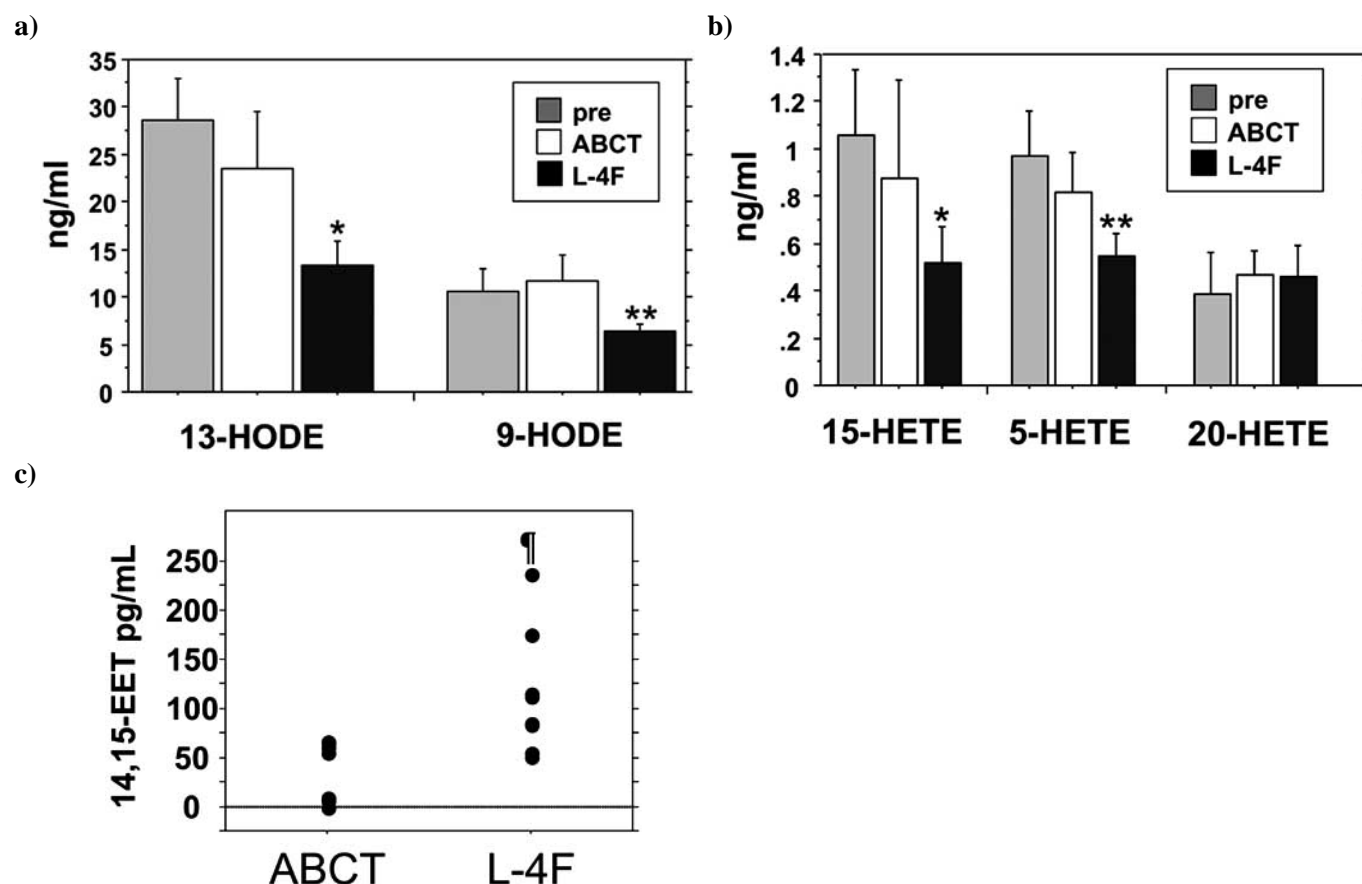 a)
35
30
25
20
15
10
5
0
ng/ml
pre
ABCT
L-4F
*
**
13-HODE
9-HODE
b)
1.4
1.2
1
.8
.6
.4
.2
0
ng/ml
pre
ABCT
L-4F
*
**
15-HETE
5-HETE
20-HETE
c)
250
200
150
100
50
0
14,15-EET pg/mL
¶
ABCT
L-4F